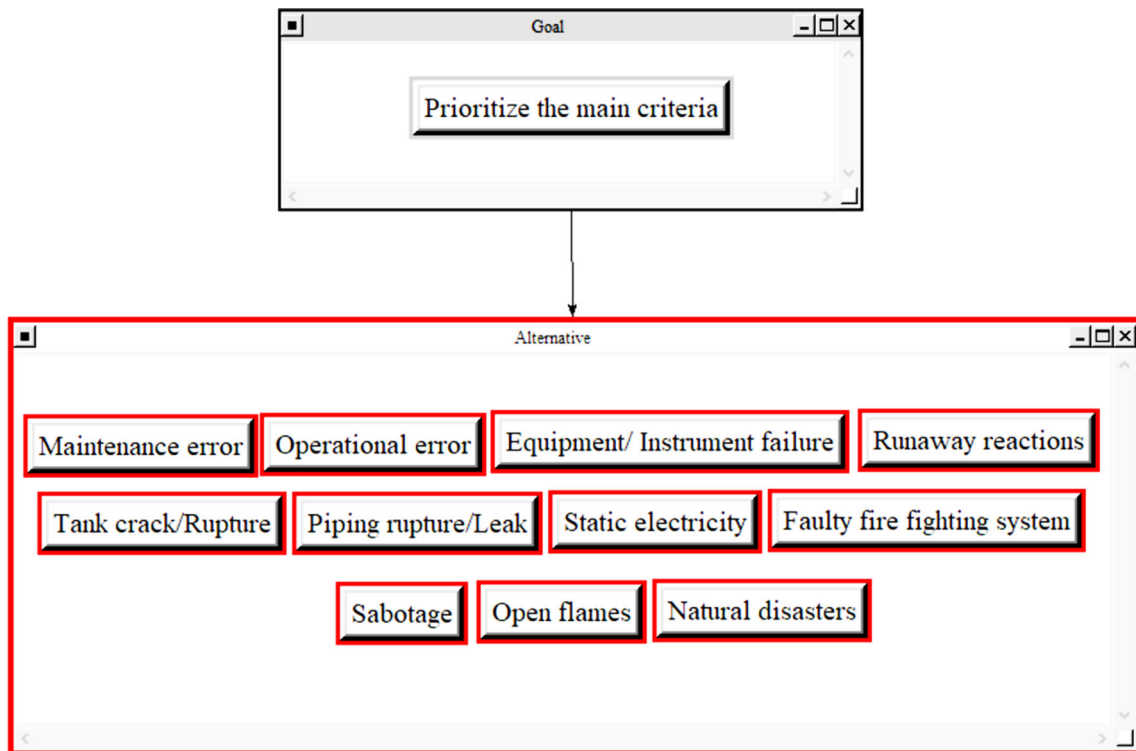 Goal
Prioritize the main criteria
Alternative
Maintenance error
Operational error
Equipment/ Instrument failure
Runaway reactions
Tank crack/Rupture
Piping rupture/Leak
Static electricity
Faulty fire fighting system
Sabotage
Open flames
Natural disasters